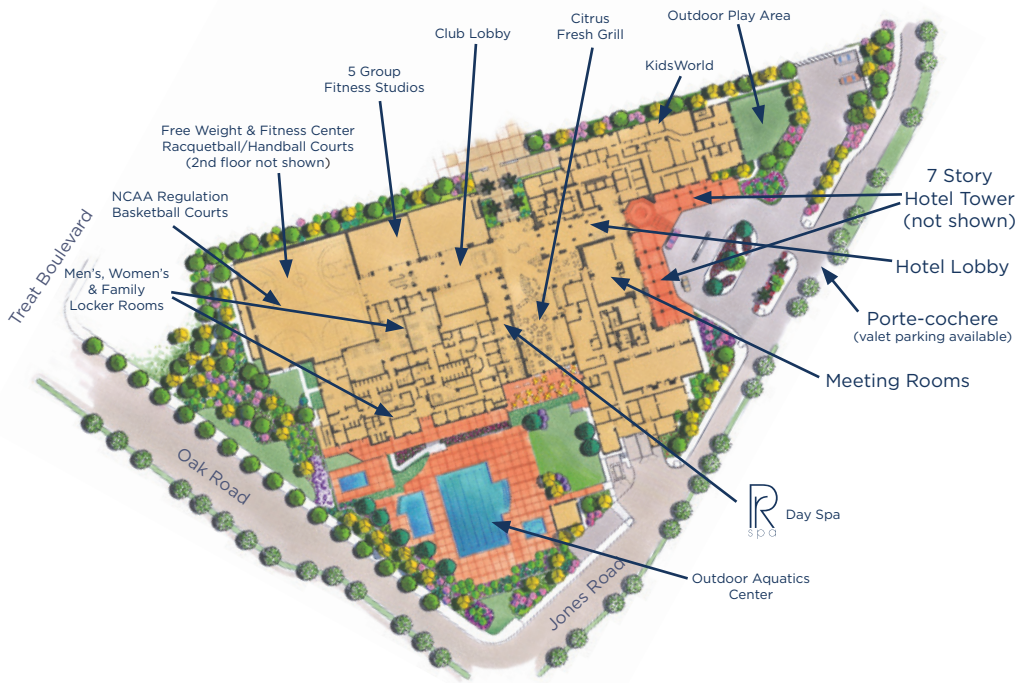 Outdoor Play Area
Citrus
Fresh Grill
Club Lobby
KidsWorld
5 Group
Fitness Studios
Free Weight & Fitness Center
Racquetball/Handball Courts
(2nd floor not shown)
NCAA Regulation
Basketball Courts
7 Story
Hotel Tower
(not shown)
Treat Boulevard
Men's, Women's
& Family
Locker Rooms
Hotel Lobby
Porte-cochere
(valet parking available)
Meeting Rooms
Oak Road
R
spa
Day Spa
Jones Road
Outdoor Aquatics
Center